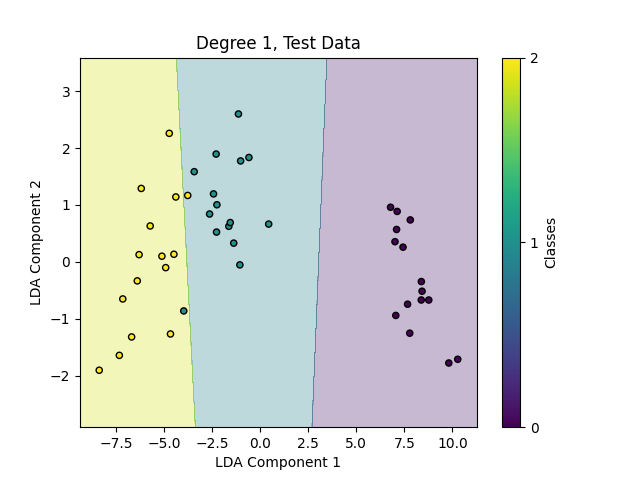 Degree 1, Test Data
3
2
1
0
−1
−2
LDA Component 2
−7.5 −5.0 −2.5 0.0 2.5 5.0 7.5 10.0
LDA Component 1
2
1
0
Classes